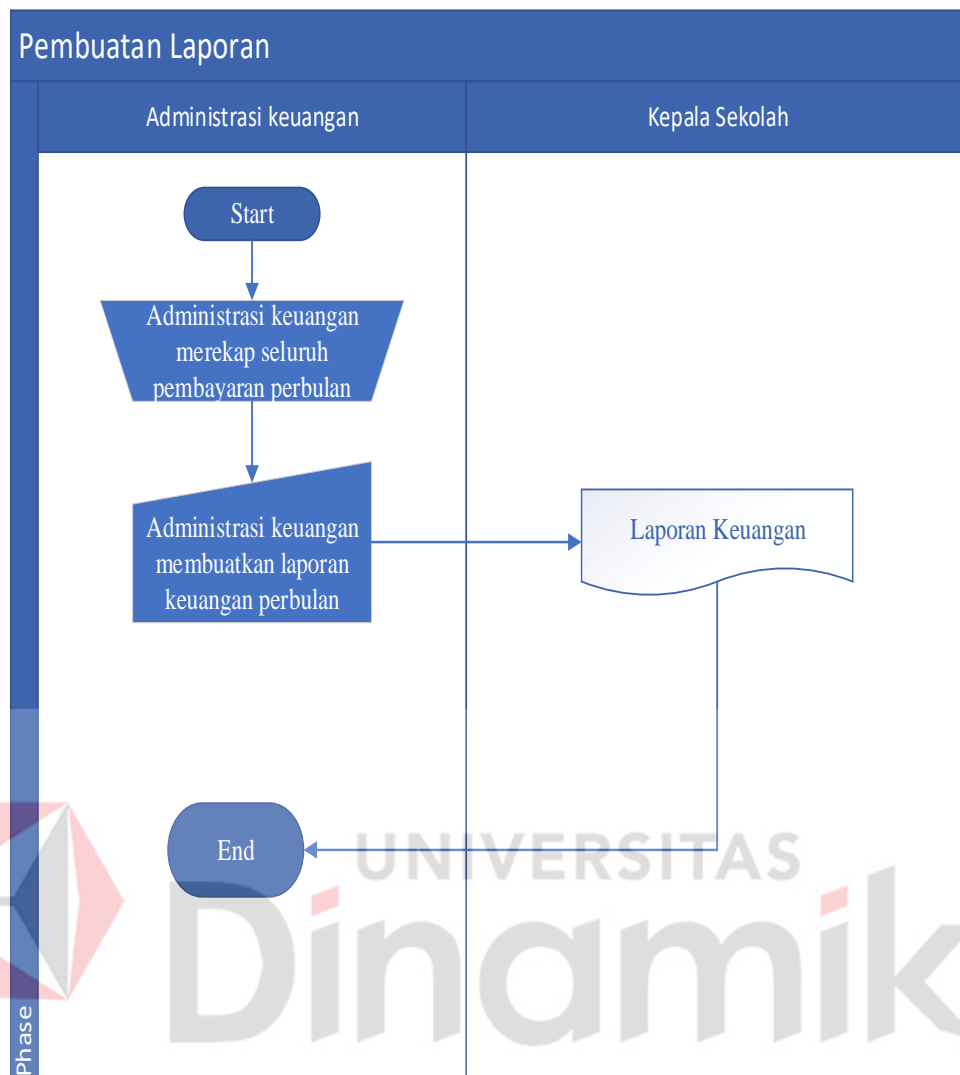 Pembuatan Laporan
Administrasi keuangan
Kepala Sekolah
Start
Administrasi keuangan
merekap seluruh
pembayaran perbulan
Administrasi keuangan
membuatkan laporan
keuangan perbulan
Laporan Keuangan
End
UNIVERSITAS
Dinamik
Phase